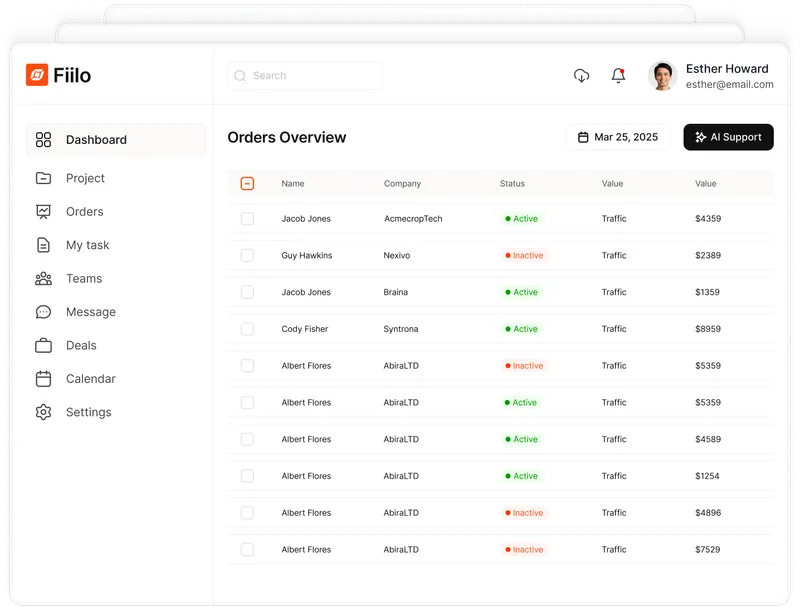 Fiilo
Search
Esther Howard
esther@email.com
Dashboard
Project
Orders
My task
Teams
Message
Deals
Calendar
Settings
Orders Overview
Mar 25, 2025
AI Support
Name Company Status Value Value
Jacob Jones AcmecropTech Active Traffic $4359
Guy Hawkins Nexivo Inactive Traffic $2389
Jacob Jones Braina Active Traffic $1359
Cody Fisher Syntrona Active Traffic $8959
Albert Flores AbiraLTD Inactive Traffic $5359
Albert Flores AbiraLTD Active Traffic $5359
Albert Flores AbiraLTD Active Traffic $4589
Albert Flores AbiraLTD Active Traffic $1254
Albert Flores AbiraLTD Inactive Traffic $4896
Albert Flores AbiraLTD Inactive Traffic $7529